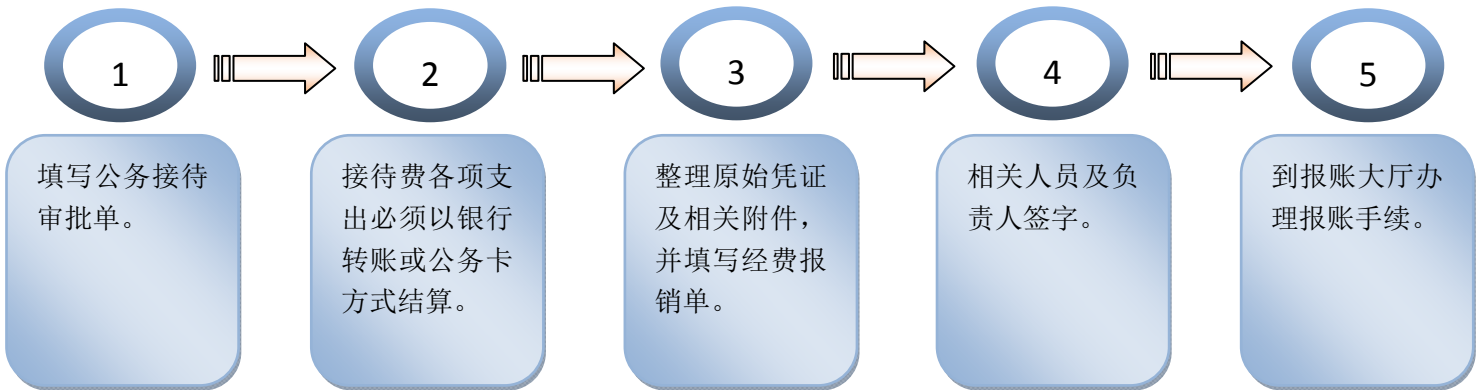 1
2
3
4
5
填写公务接待
审批单。
接待费各项支
出必须以银行
转账或公务卡
方式结算。
整理原始凭证
及相关附件，
并填写经费报
销单。
相关人员及负
责人签字。
到报账大厅办
理报账手续。